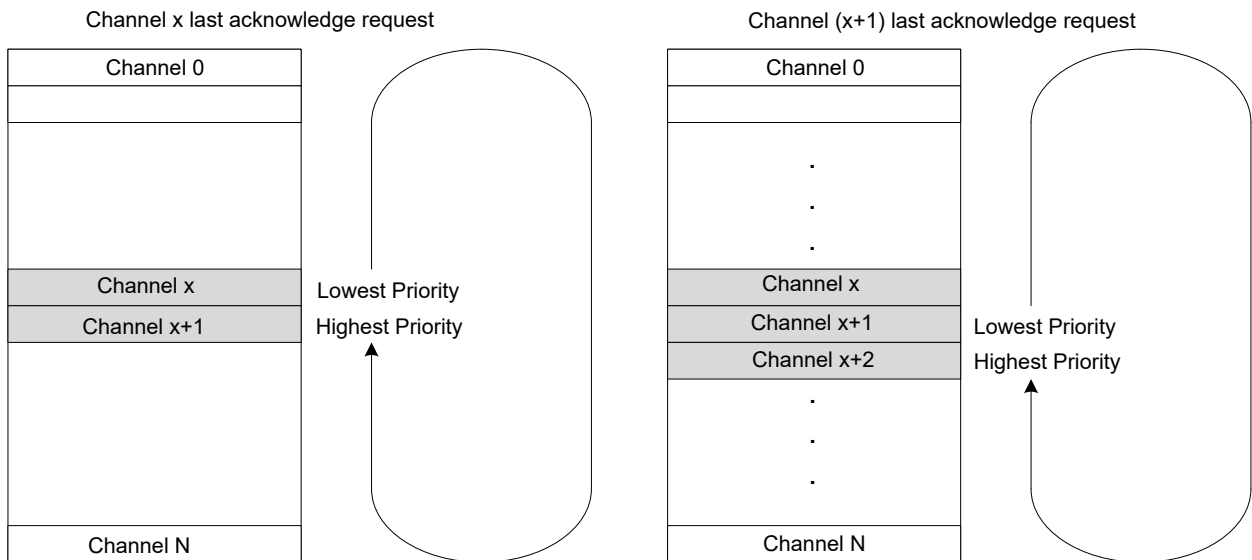 Channel x last acknowledge request
Channel 0
Channel x
Lowest Priority
Channel x+1
Highest Priority
Channel N
Channel (x+1) last acknowledge request
Channel 0
.
.
.
Channel x
Channel x+1
Lowest Priority
Channel x+2
Highest Priority
.
.
.
Channel N